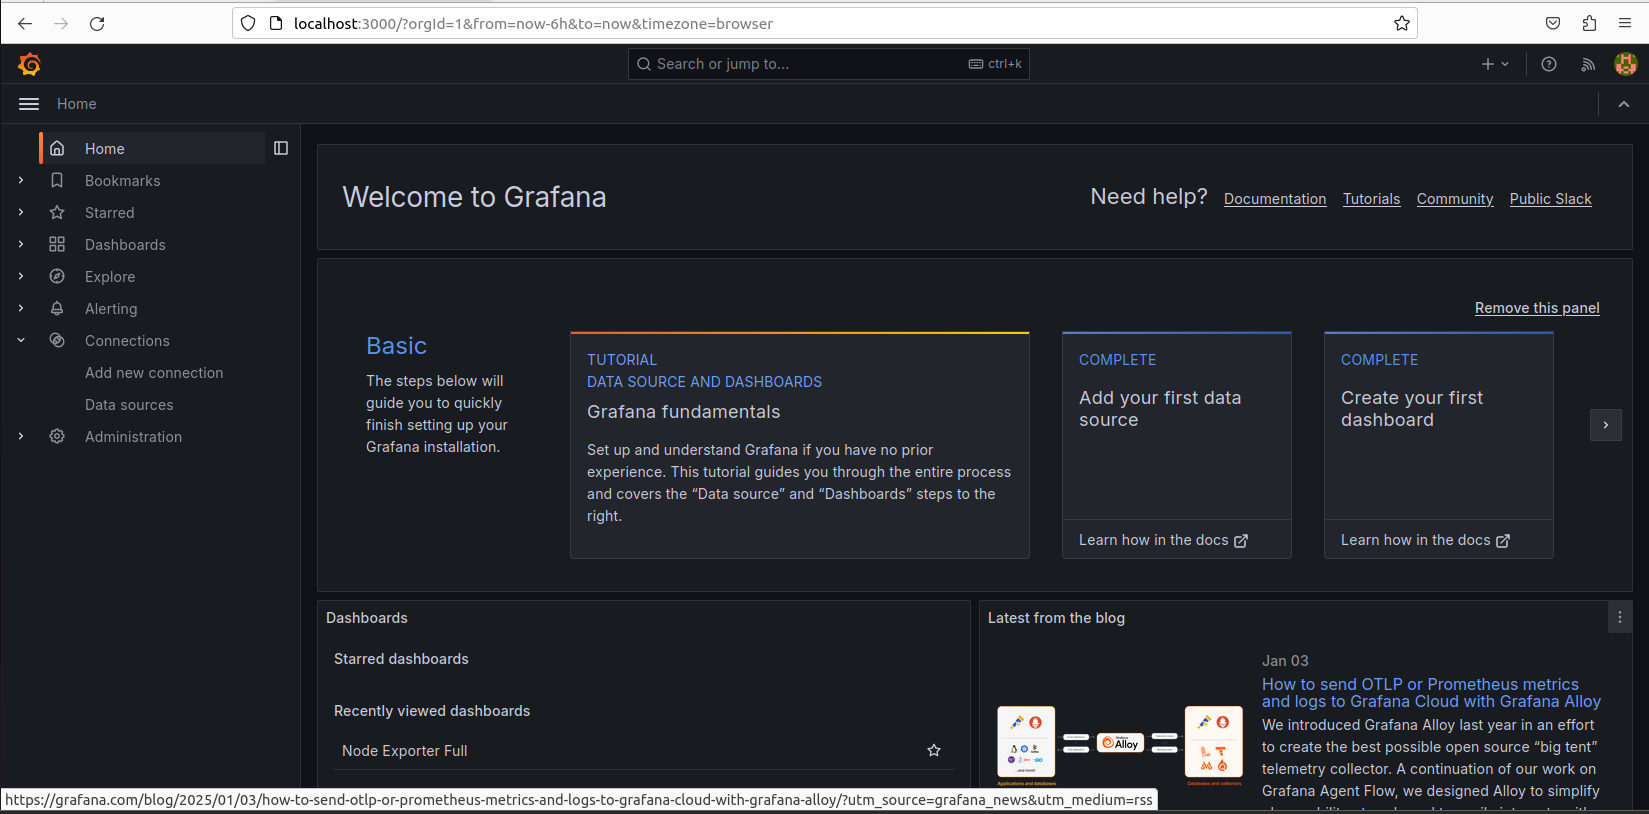 localhost:3000/?orgId=1&from=now-6h&to=now&timezone=browser
Search or jump to...
ctrl+k
Home
Home
Bookmarks
Starred
Dashboards
Explore
Alerting
Connections
Add new connection
Data sources
Administration
Welcome to Grafana
Need help?
Documentation
Tutorials
Community
Public Slack
Remove this panel
Basic
The steps below will
guide you to quickly
finish setting up your
Grafana installation.
TUTORIAL
DATA SOURCE AND DASHBOARDS
Grafana fundamentals
Set up and understand Grafana if you have no prior
experience. This tutorial guides you through the entire process
and covers the “Data source” and “Dashboards” steps to the
right.
COMPLETE
Add your first data
source
Learn how in the docs
COMPLETE
Create your first
dashboard
Learn how in the docs
Dashboards
Starred dashboards
Recently viewed dashboards
Node Exporter Full
Latest from the blog
Jan 03
How to send OTLP or Prometheus metrics
and logs to Grafana Cloud with Grafana Alloy
We introduced Grafana Alloy last year in an effort
to create the best possible open source “big tent”
telemetry collector. A continuation of our work on
Grafana Agent Flow, we designed Alloy to simplify
Grafana
Alloy
...and more!
Applications and databases
Databases and collectors
https://grafana.com/blog/2025/01/03/how-to-send-otlp-or-prometheus-metrics-and-logs-to-grafana-cloud-with-grafana-alloy/?utm_source=grafana_news&utm_medium=rss